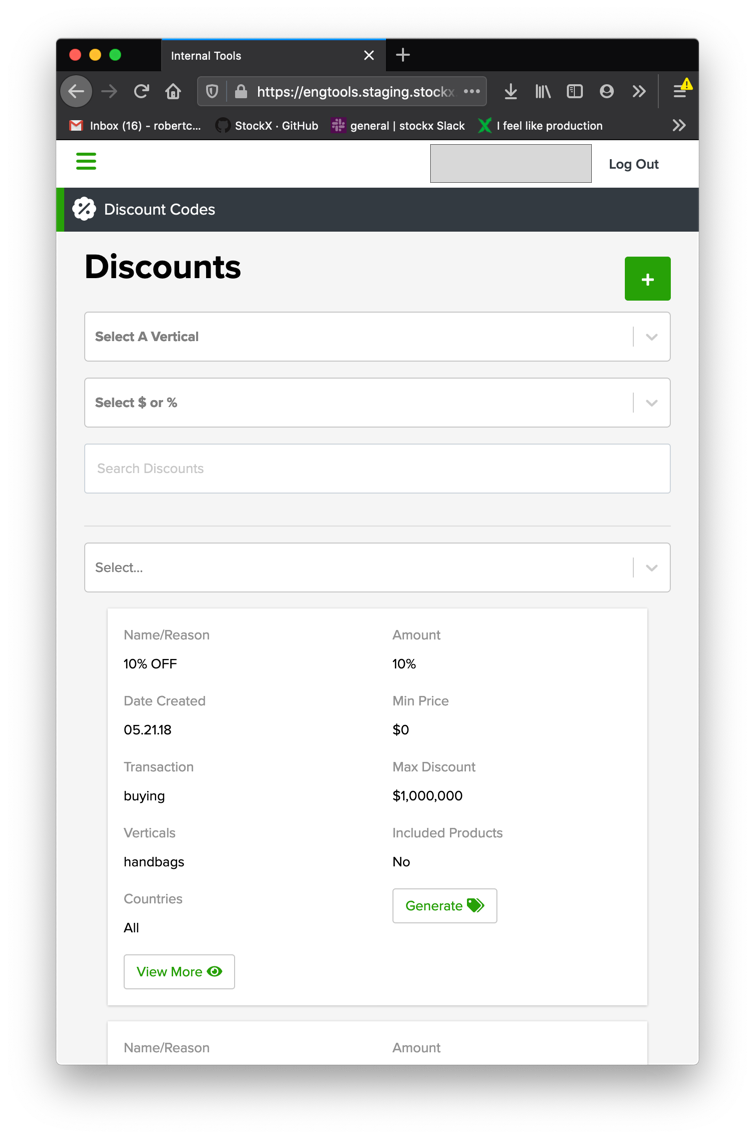 Internal Tools
https://engtools.staging.stockx
Inbox (16) - robertc...
StockX · GitHub
general | stockx Slack
I feel like production
Log Out
Discount Codes
Discounts
+
Select A Vertical
Select $ or %
Search Discounts
Select...
Name/Reason Amount
10% OFF 10%
Date Created Min Price
05.21.18 $0
Transaction Max Discount
buying $1,000,000
Verticals Included Products
handbags No
Countries
Generate
All
View More
Name/Reason Amount